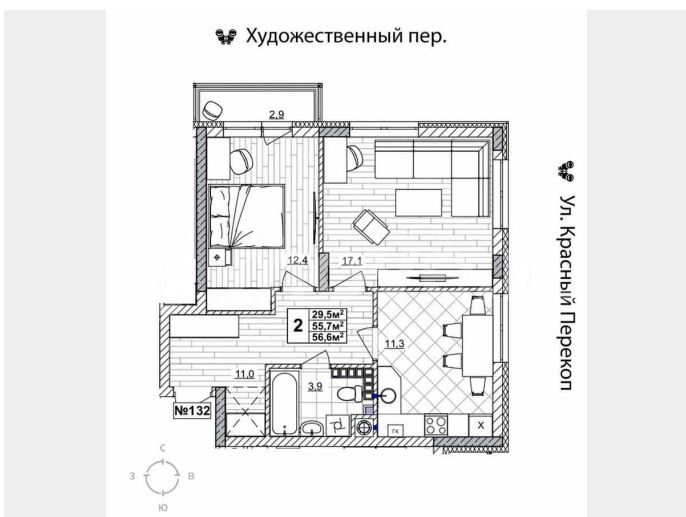 Художественный пер.
2,9
Ул. Красный Перекоп
12,4
17,1
2
29,5м²
55,7м²
56,6м²
11,3
11,0
3,9
№132
ГК
X
С
З
В
Ю